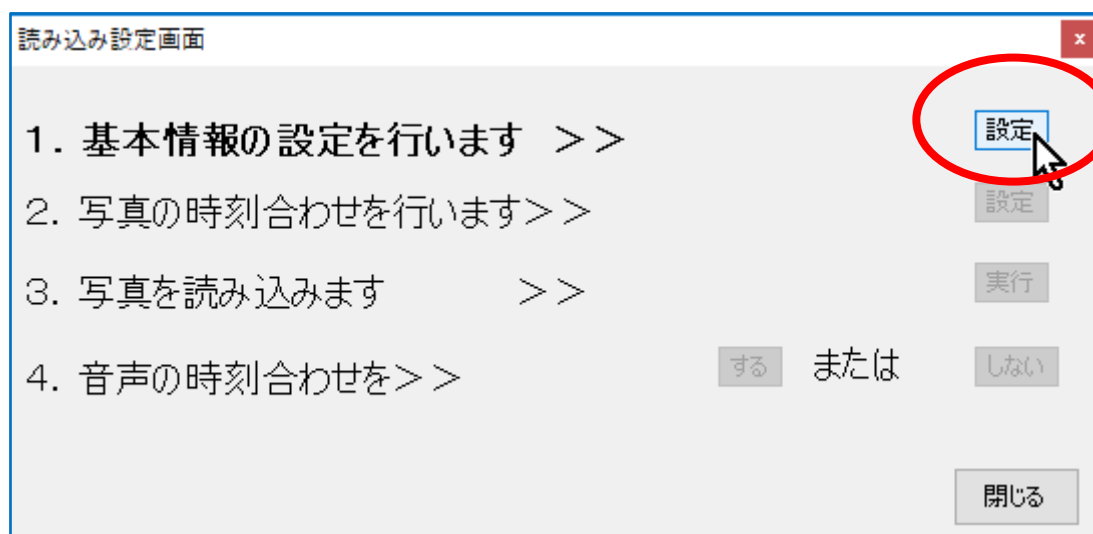 読み込み設定画面
x
1. 基本情報の設定を行います >> 設定
2. 写真の時刻合わせを行います>> 設定
3. 写真を読み込みます >> 実行
4. 音声の時刻合わせを>> する または しない
閉じる